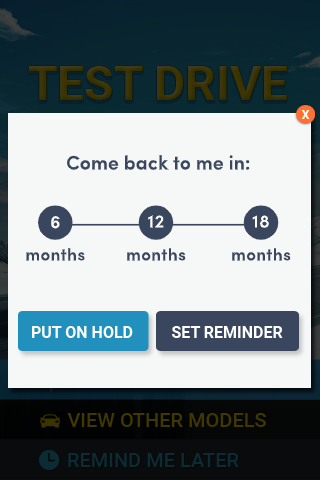 TEST DRIVE
X
Come back to me in:
6 12 18
months months months
PUT ON HOLD SET REMINDER
VIEW OTHER MODELS
REMIND ME LATER